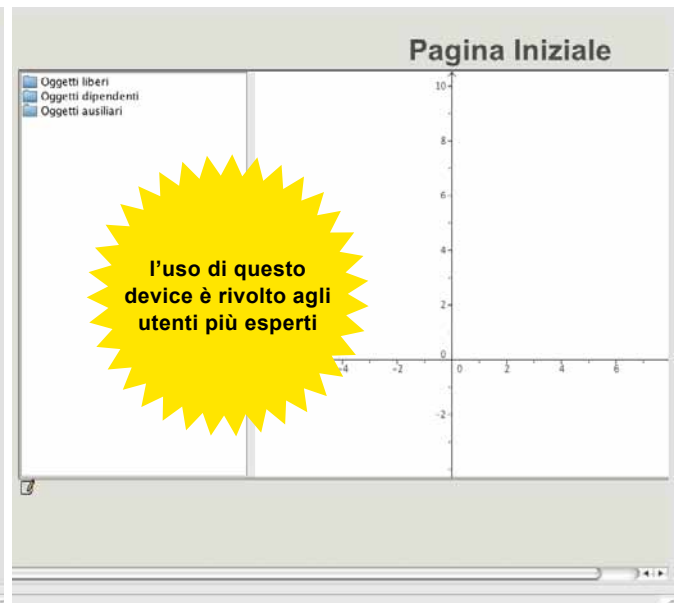 Pagina Iniziale
Oggetti liberi
Oggetti dipendenti
Oggetti ausiliari
l'uso di questo
device è rivolto agli
utenti più esperti
10
8
6
4
2
0
-4 -2 0 2 4 6
-2